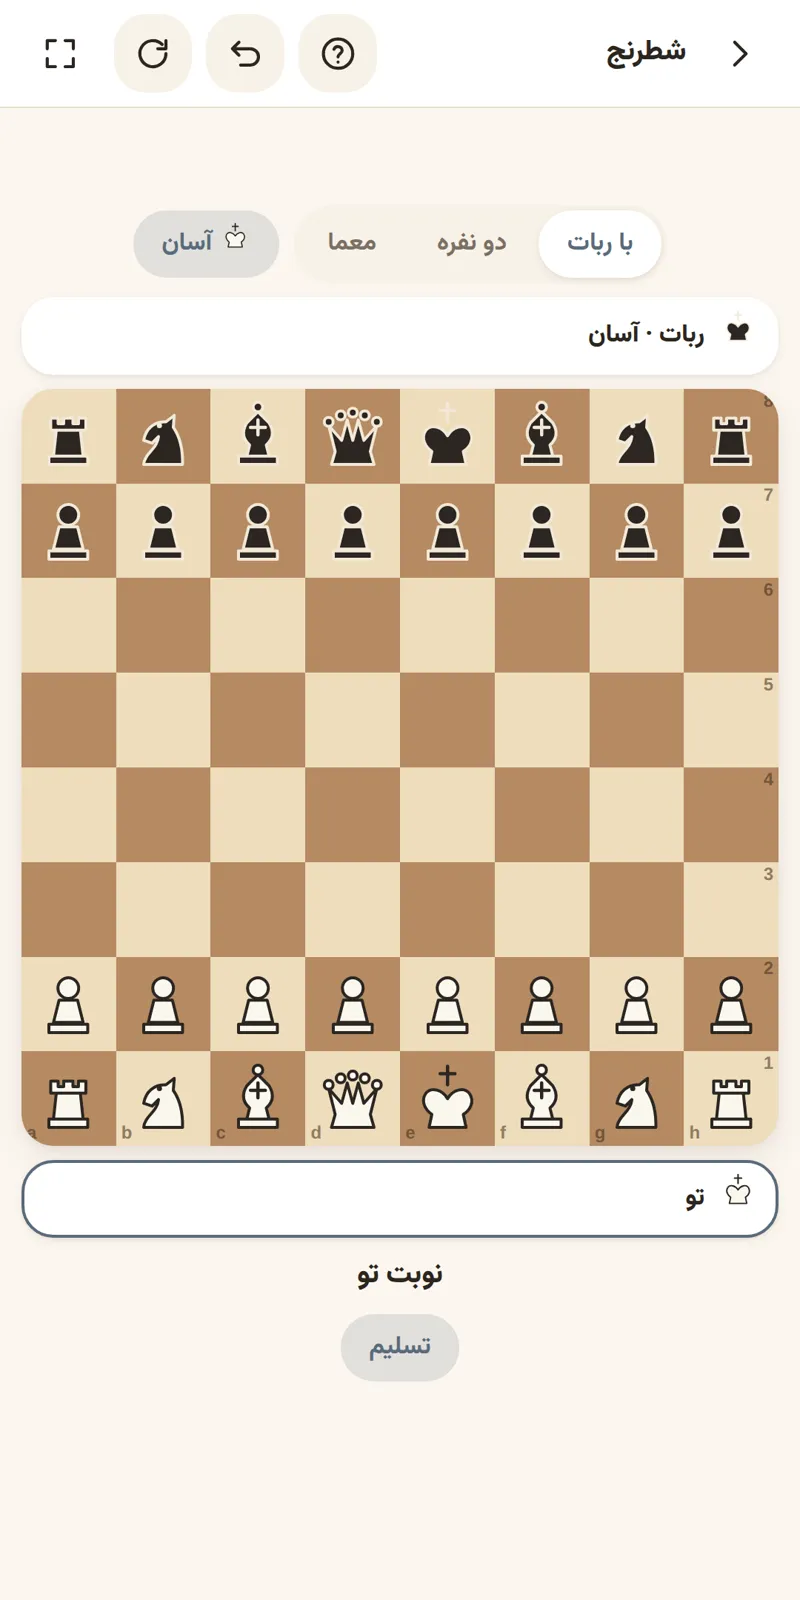 شطرنج
با ربات
دو نفره
معما
آسان
ربات · آسان
8
7
6
5
4
3
2
1
a b c d e f g h
تو
نوبت تو
تسلیم